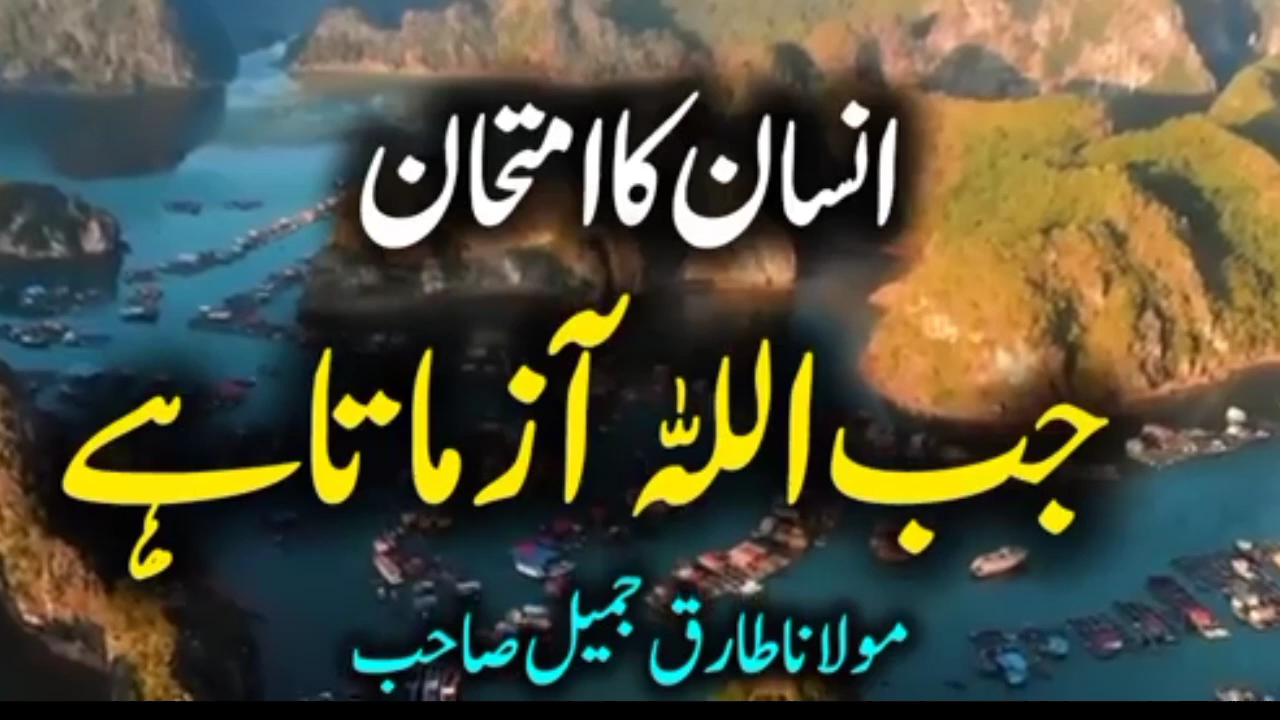 انسان کا امتحان
جب اللہ آزماتا ہے
مولانا طارق جمیل صاحب